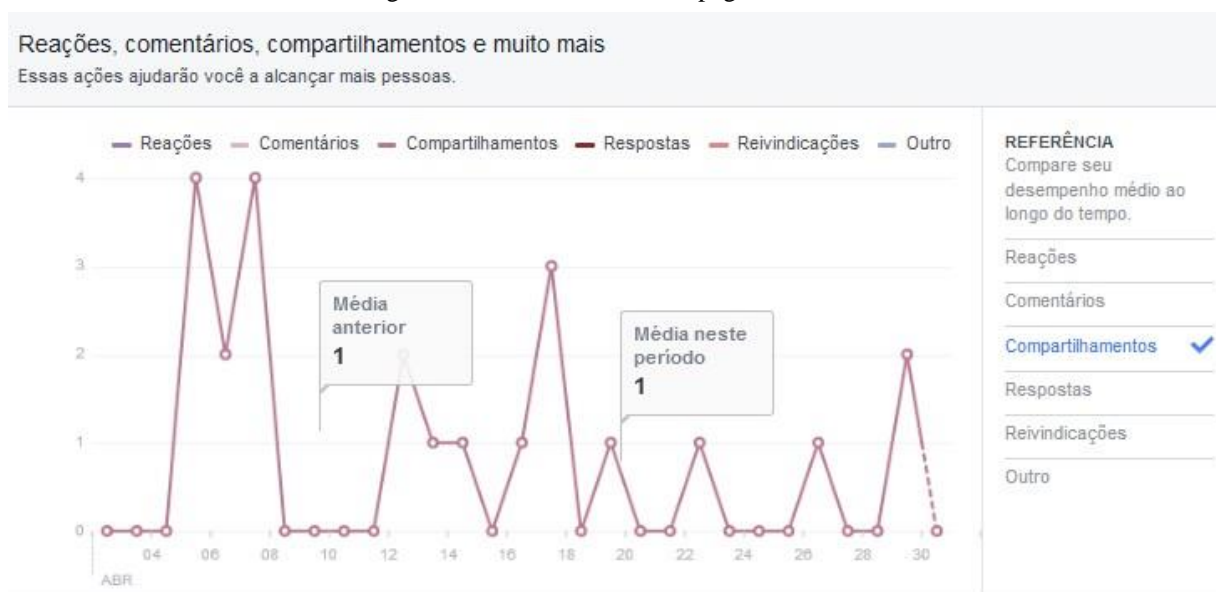 Reações, comentários, compartilhamentos e muito mais
Essas ações ajudarão você a alcançar mais pessoas.
Reações Comentários Compartilhamentos Respostas Reivindicações Outro
4
3
2
1
0
Média
anterior
1
Média neste
período
1
04 06 08 10 12 14 16 18 20 22 24 26 28 30
ABR
REFERÊNCIA
Compare seu
desempenho médio ao
longo do tempo.
Reações
Comentários
Compartilhamentos
Respostas
Reivindicações
Outro